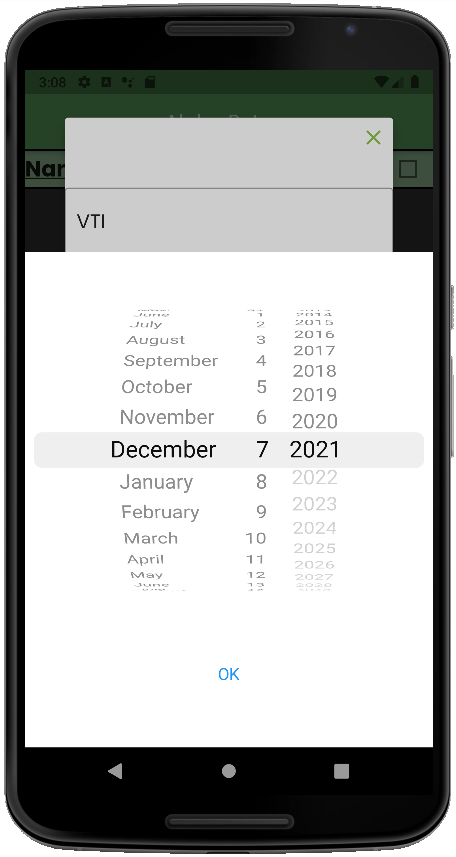 3:08
Nar
VTI
June 1 2014
July 2 2015
August 3 2016
September 4 2017
October 5 2018
November 6 2019
2020
December 7 2021
January 8 2022
February 9 2023
March 10 2024
April 11 2025
May 12 2026
June 13 2027
OK